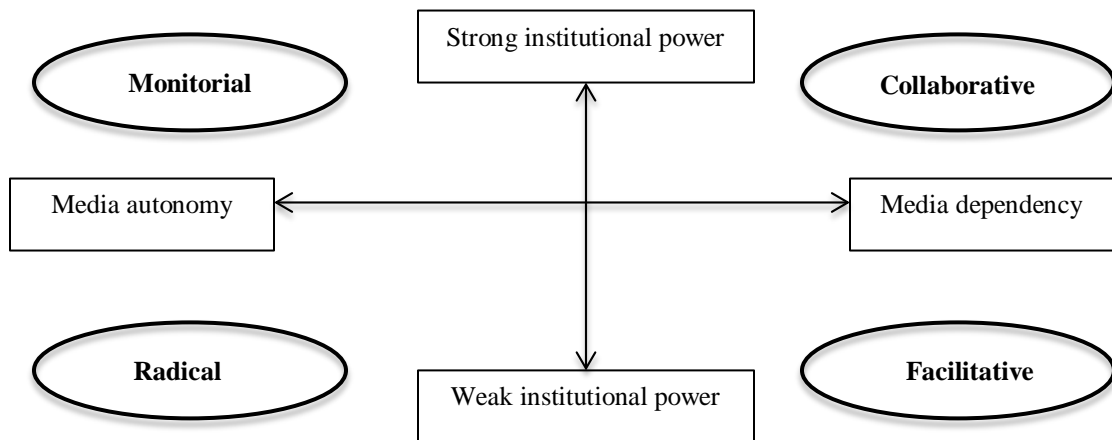 Strong institutional power
Monitorial
Collaborative
Media autonomy
Media dependency
Radical
Facilitative
Weak institutional power